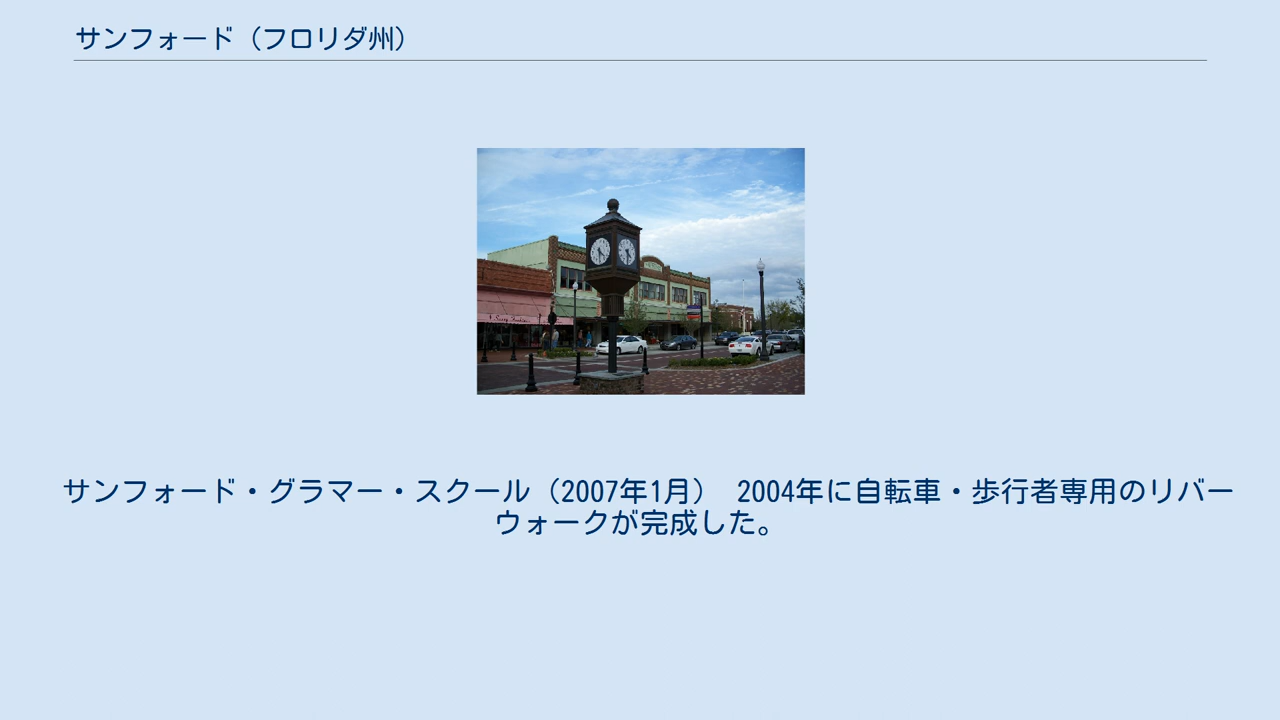 サンフォード（フロリダ州）
サンフォード・グラマー・スクール（2007年1月）　2004年に自転車・歩行者専用のリバー
ウォークが完成した。